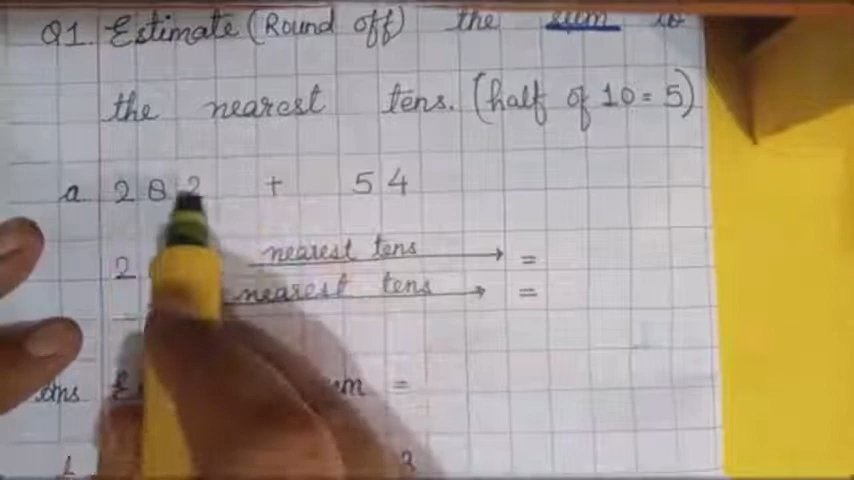 Q1. Estimate (Round off) the sum to
the nearest tens. (half of 10 = 5)
a 282 + 54
2 nearest tens =
nearest tens =
=